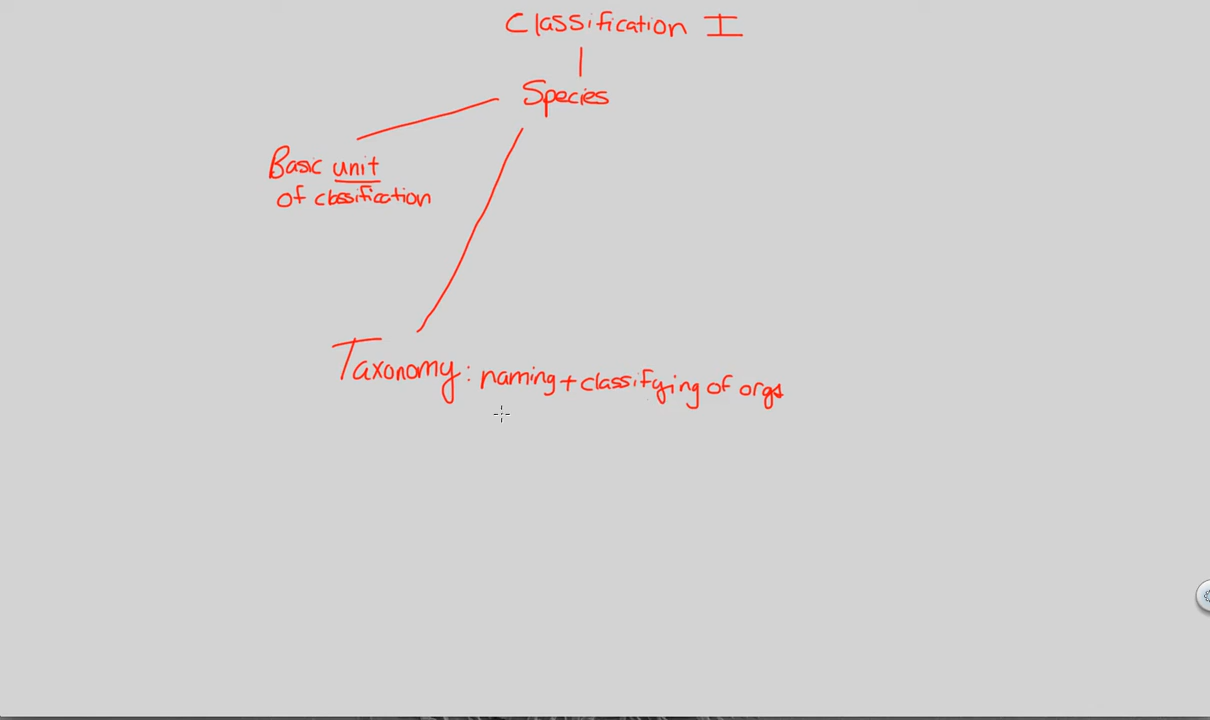 Classification I
Species
Basic unit
of classification
Taxonomy: naming + classifying of orgs